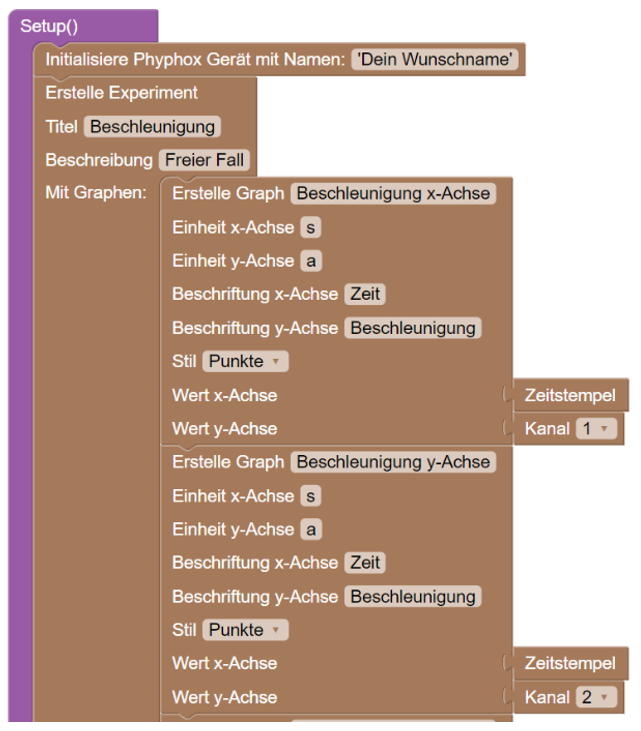 Setup()
Initialisiere Phyphox Gerät mit Namen: 'Dein Wunschname'
Erstelle Experiment
Titel Beschleunigung
Beschreibung Freier Fall
Mit Graphen: Erstelle Graph Beschleunigung x-Achse
Einheit x-Achse s
Einheit y-Achse a
Beschriftung x-Achse Zeit
Beschriftung y-Achse Beschleunigung
Stil Punkte
Wert x-Achse Zeitstempel
Wert y-Achse Kanal 1
Erstelle Graph Beschleunigung y-Achse
Einheit x-Achse s
Einheit y-Achse a
Beschriftung x-Achse Zeit
Beschriftung y-Achse Beschleunigung
Stil Punkte
Wert x-Achse Zeitstempel
Wert y-Achse Kanal 2